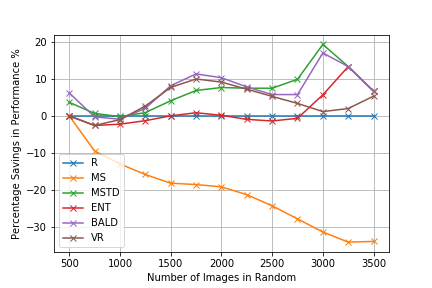 20
10
0
−10
−20
−30
Percentage Savings in Performance %
R
MS
MSTD
ENT
BALD
VR
500 1000 1500 2000 2500 3000 3500
Number of Images in Random